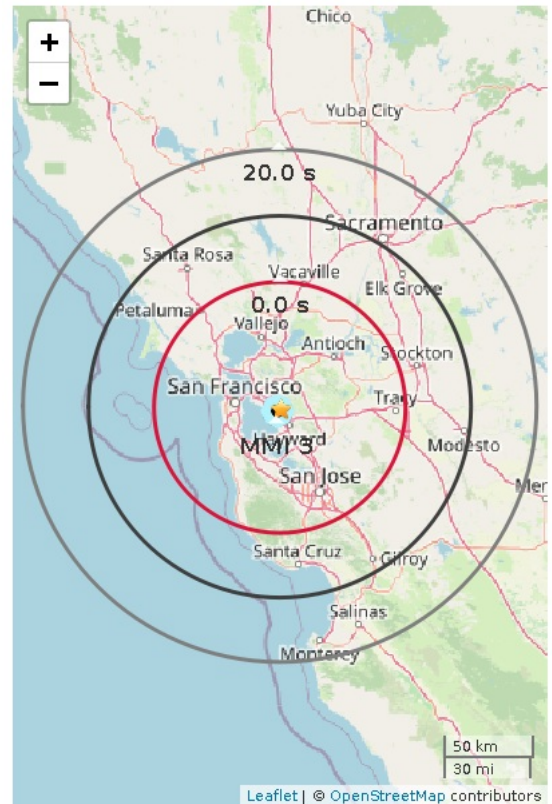 +
−
Chico
Yuba City
20.0 s
Sacramento
Santa Rosa
Vacaville
Elk Grove
0.0 s
Petaluma
Vallejo
Antioch
Stockton
San Francisco
Tracy
Hayward
MMI 3
Modesto
San Jose
Mer
Santa Cruz
Gilroy
Salinas
Monterey
50 km
30 mi
Leaflet | © OpenStreetMap contributors